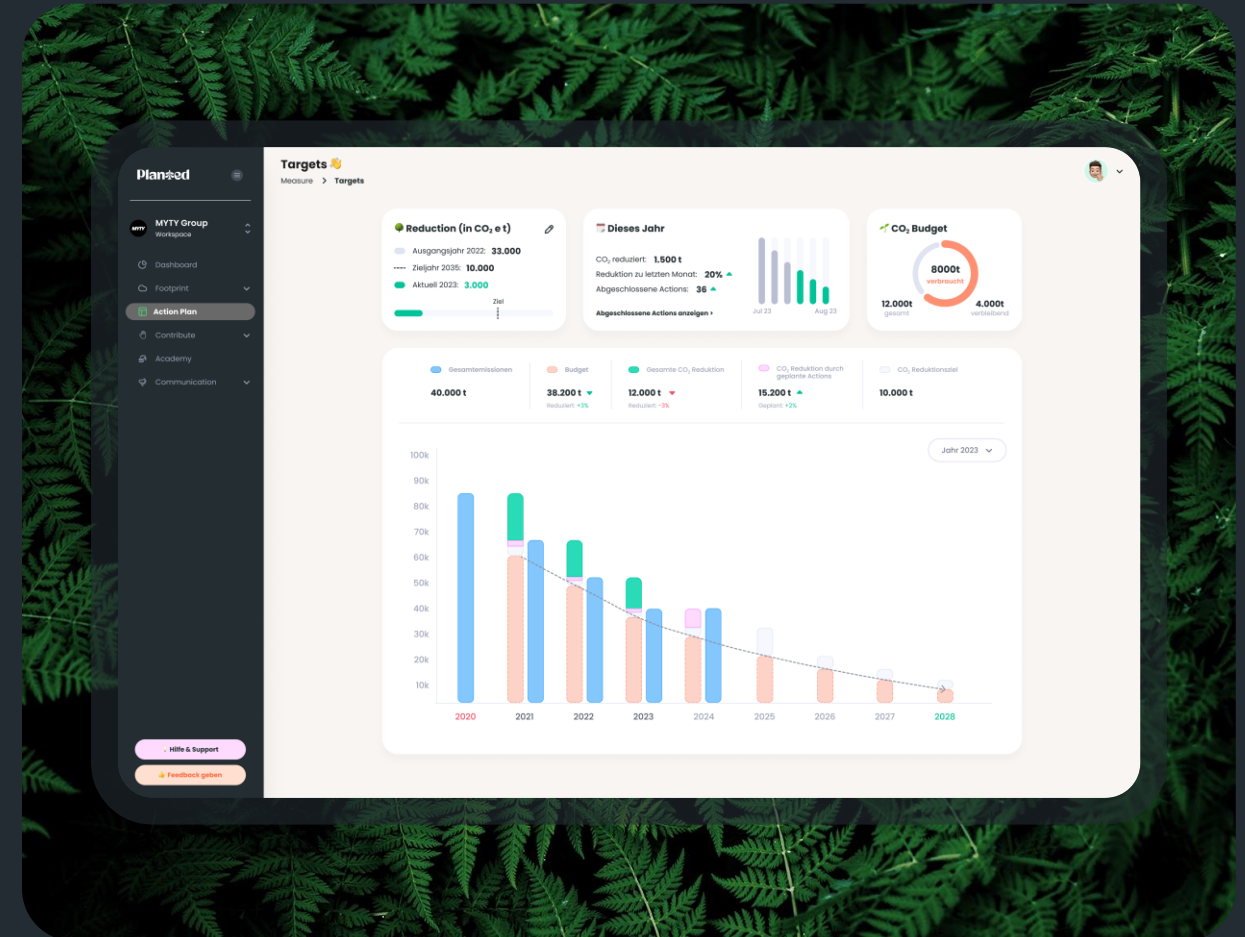 Planted
MYTY
MYTY Group
Workspace
Dashboard
Footprint
Action Plan
Contribute
Academy
Communication
Hilfe & Support
Feedback geben
Targets 👋
Measure > Targets
Reduction (in CO₂ e t)
Ausgangsjahr 2022: 33.000
Zieljahr 2035: 10.000
Aktuell 2023: 3.000
Ziel
Dieses Jahr
CO₂ reduziert: 1.500 t
Reduktion zu letzten Monat: 20%
Abgeschlossene Actions: 36
Abgeschlossene Actions anzeigen ›
Jul 23 Aug 23
CO₂ Budget
8000t
verbraucht
12.000t
gesamt
4.000t
verbleibend
Gesamtemissionen
40.000 t
Budget
38.200 t
Reduziert: +3%
Gesamte CO₂ Reduktion
12.000 t
Reduziert: -3%
CO₂ Reduktion durch
geplante Actions
15.200 t
Geplant: +2%
CO₂ Reduktionsziel
10.000 t
Jahr 2023
100k
90k
80k
70k
60k
50k
40k
30k
20k
10k
2020 2021 2022 2023 2024 2025 2026 2027 2028